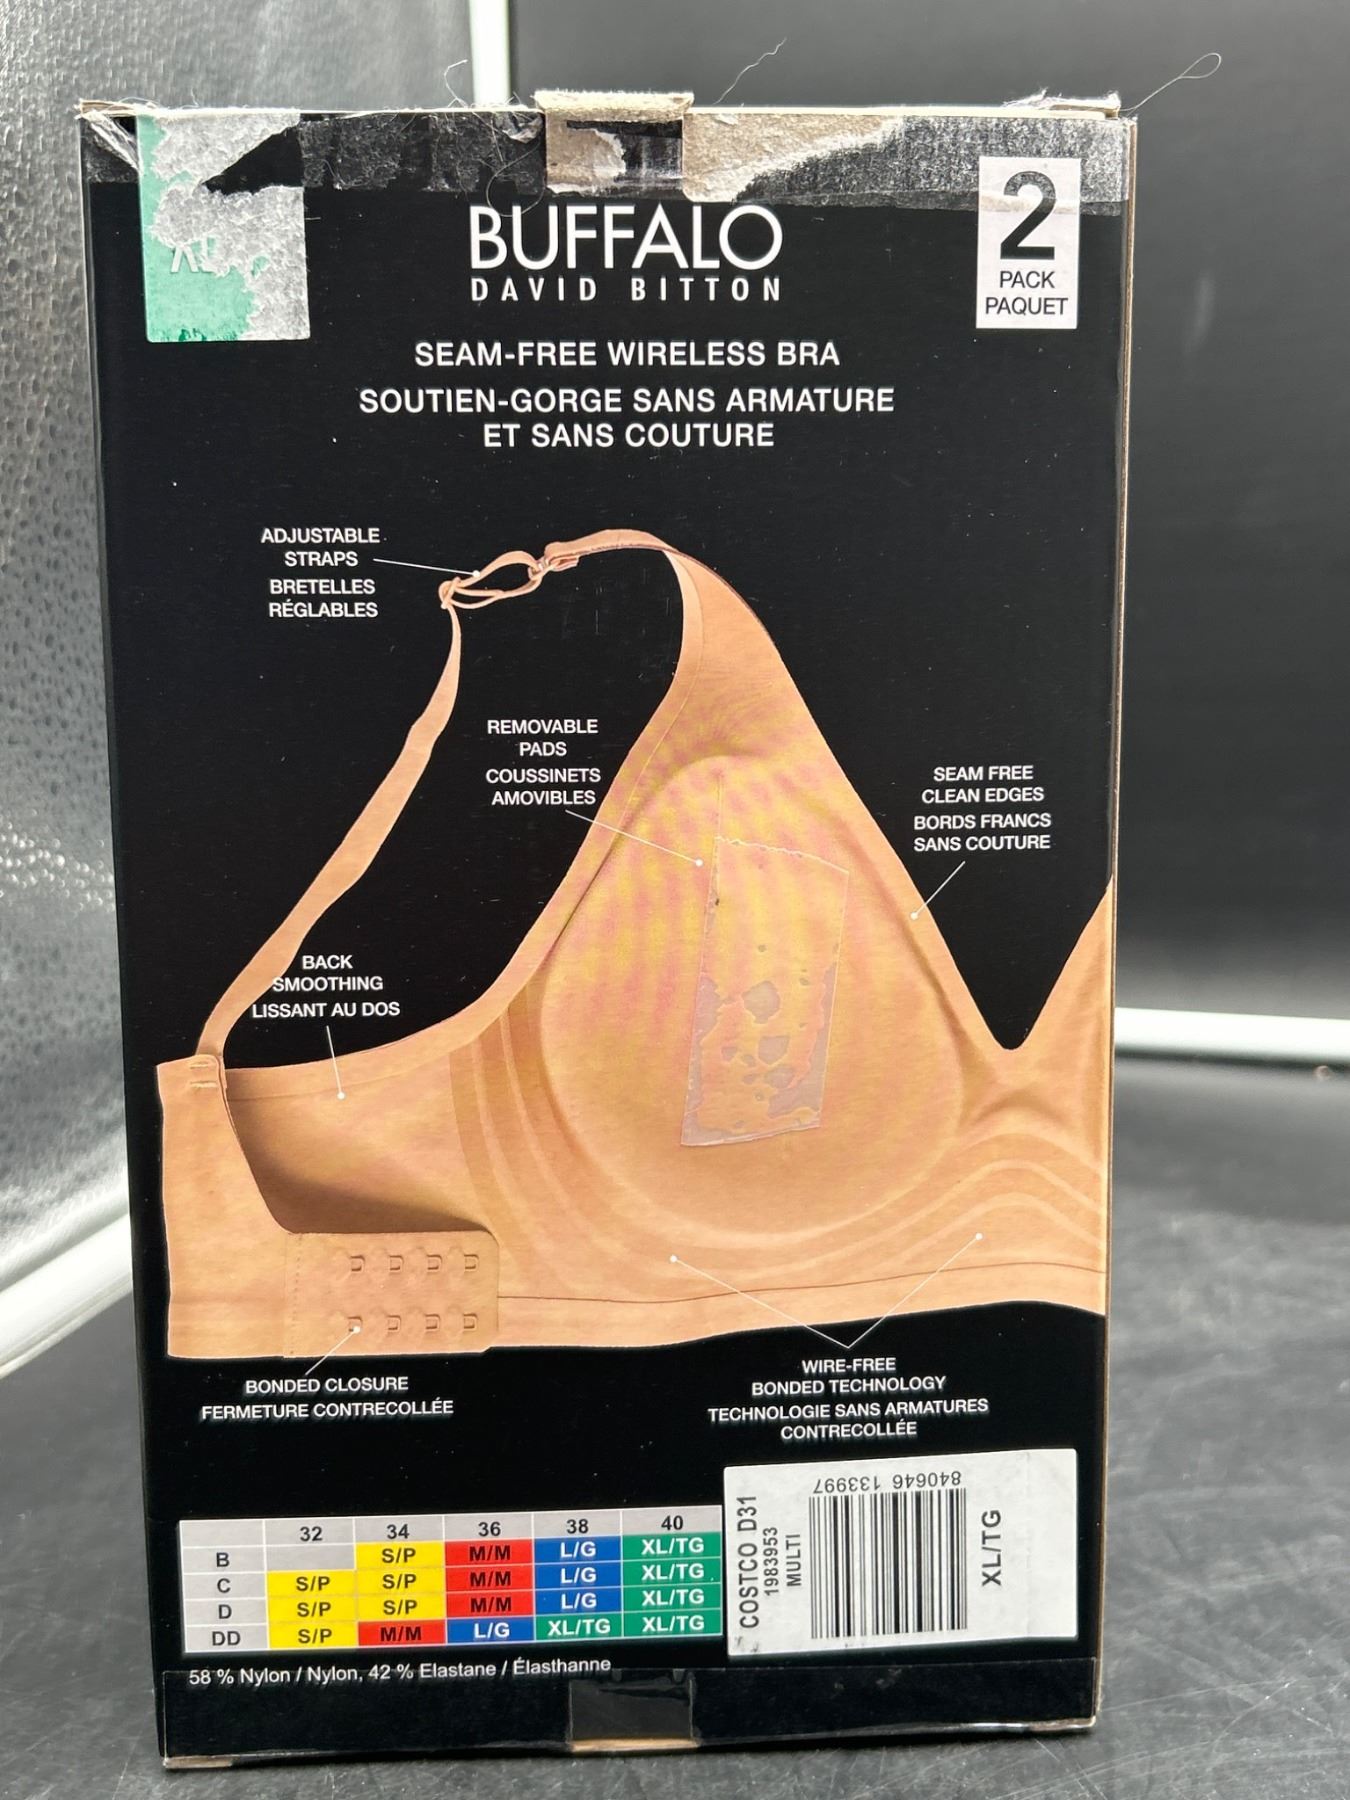 XL
BUFFALO
DAVID BITTON
2
PACK
PAQUET
SEAM-FREE WIRELESS BRA
SOUTIEN-GORGE SANS ARMATURE
ET SANS COUTURE
ADJUSTABLE
STRAPS
BRETELLES
RÉGLABLES
REMOVABLE
PADS
COUSSINETS
AMOVIBLES
SEAM FREE
CLEAN EDGES
BORDS FRANCS
SANS COUTURE
BACK
SMOOTHING
LISSANT AU DOS
BONDED CLOSURE
FERMETURE CONTRECOLLÉE
WIRE-FREE
BONDED TECHNOLOGY
TECHNOLOGIE SANS ARMATURES
CONTRECOLLÉE
32 34 36 38 40
B S/P M/M L/G XL/TG
C S/P S/P M/M L/G XL/TG
D S/P S/P M/M L/G XL/TG
DD S/P M/M L/G XL/TG XL/TG
58 % Nylon / Nylon, 42 % Elastane / Élasthanne
COSTCO D31
1983953
MULTI
840646 133997
XL/TG